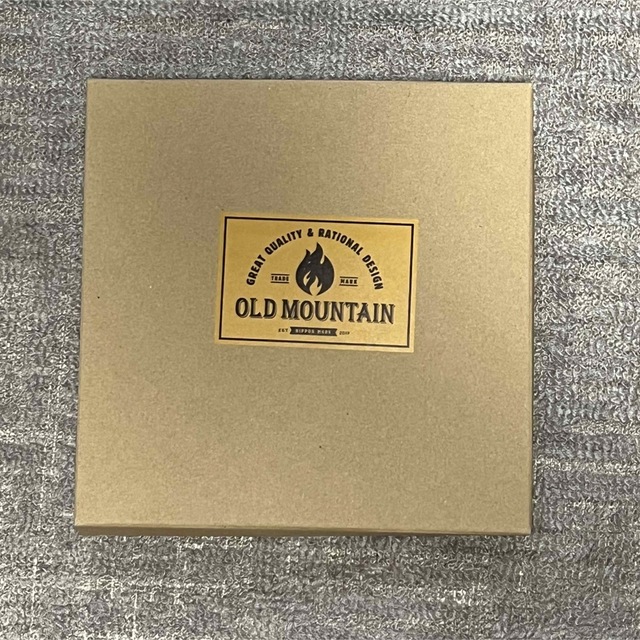 GREAT QUALITY & RATIONAL DESIGN
TRADE MARK
OLD MOUNTAIN
EST NIPPON MADE 2019